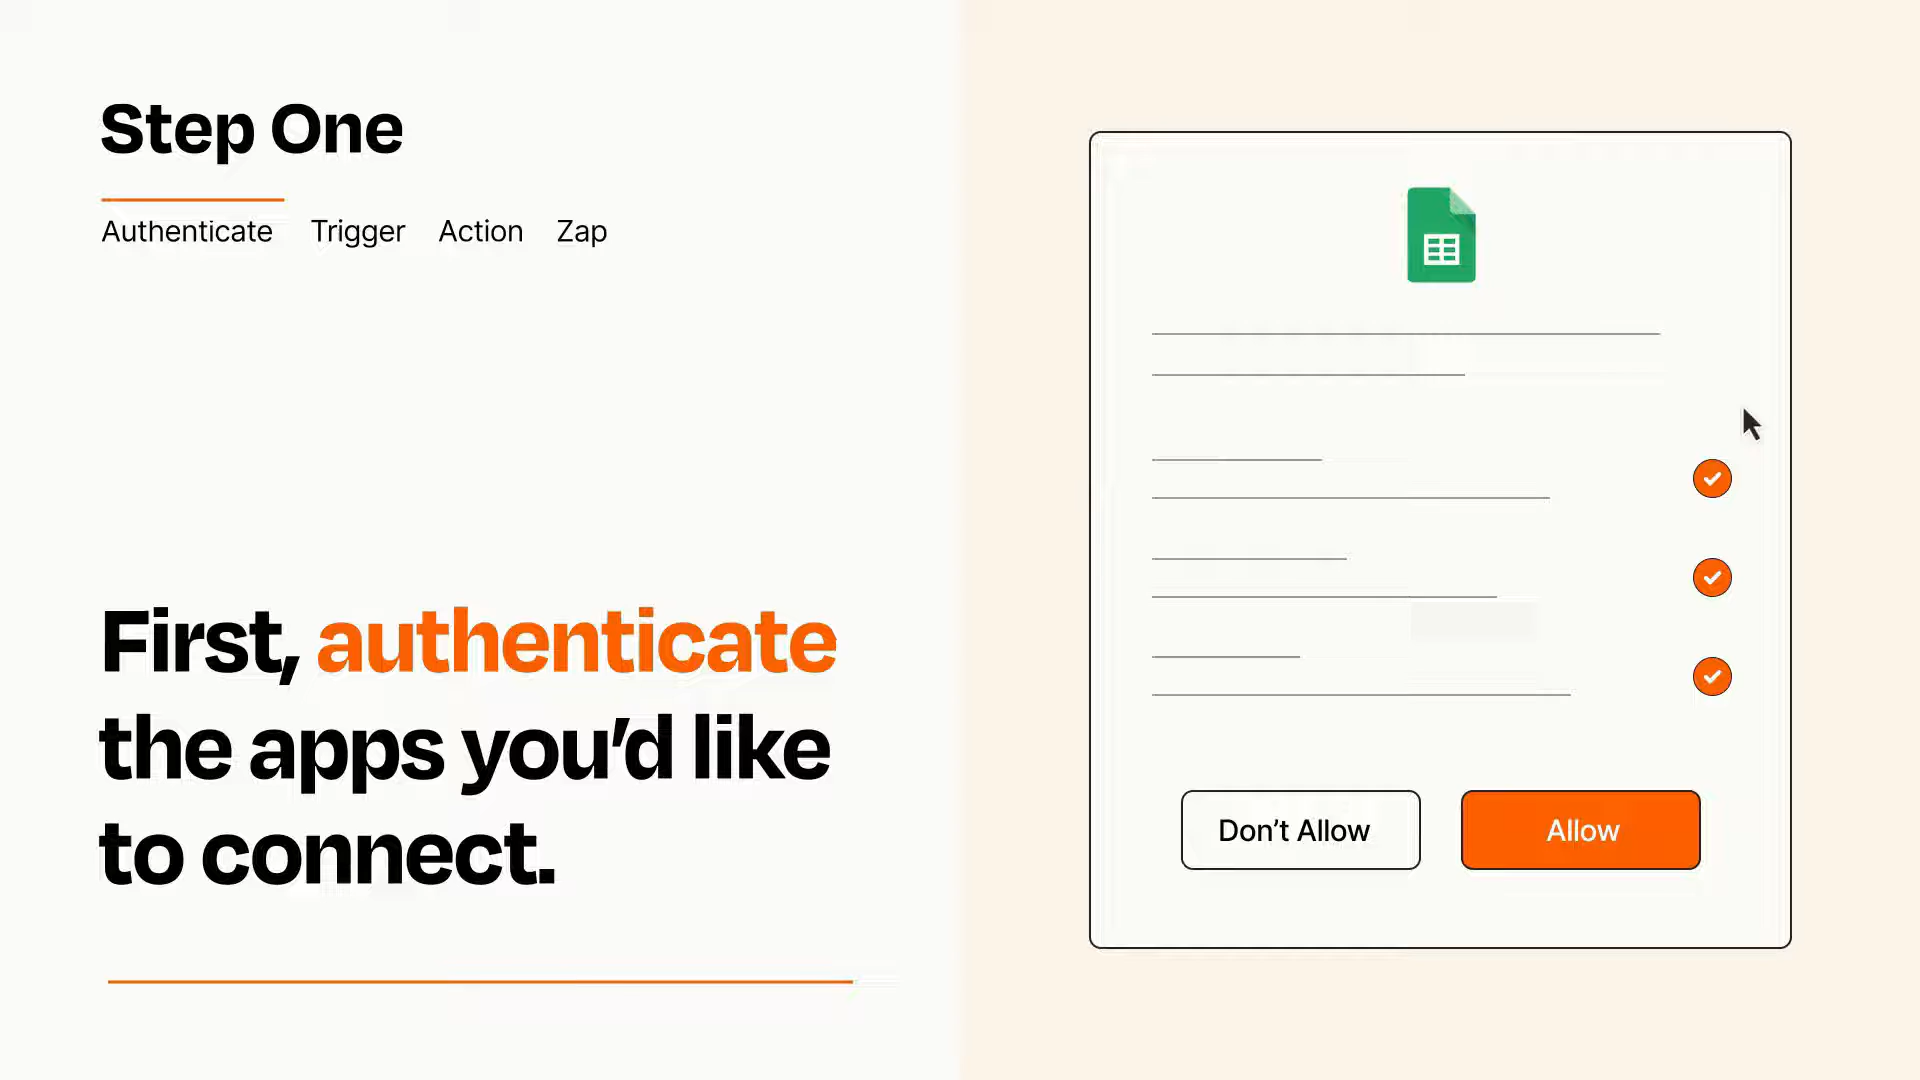 Step One
Authenticate Trigger Action Zap
First, authenticate
the apps you’d like
to connect.
Don’t Allow
Allow